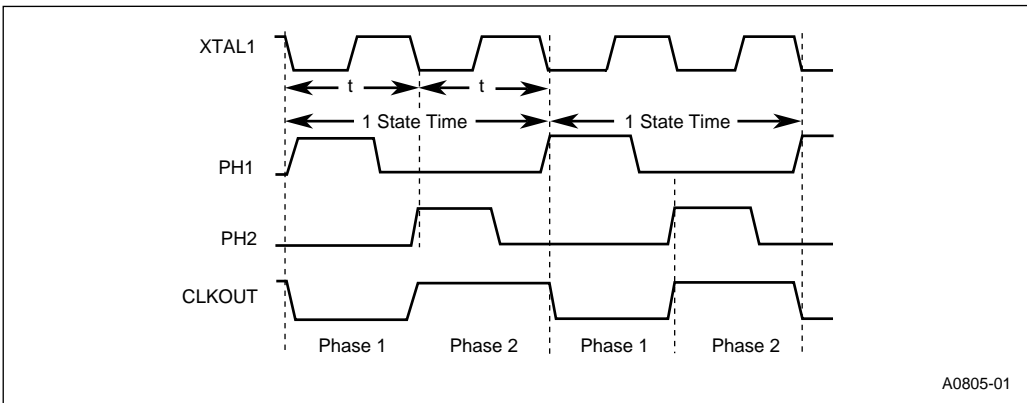 XTAL1
t t
1 State Time 1 State Time
PH1
PH2
CLKOUT
Phase 1 Phase 2 Phase 1 Phase 2
A0805-01